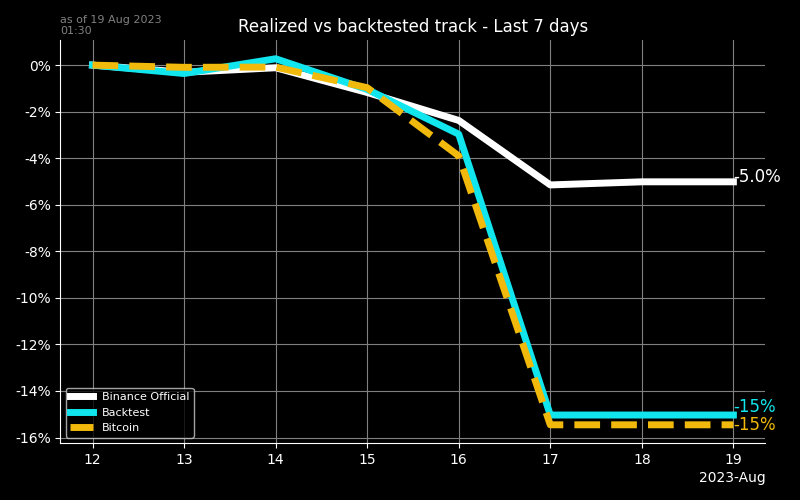 as of 19 Aug 2023
01:30
Realized vs backtested track - Last 7 days
0%
-2%
-4%
-6%
-8%
-10%
-12%
-14%
-16%
-5.0%
-15%
-15%
Binance Official
Backtest
Bitcoin
12 13 14 15 16 17 18 19
2023-Aug